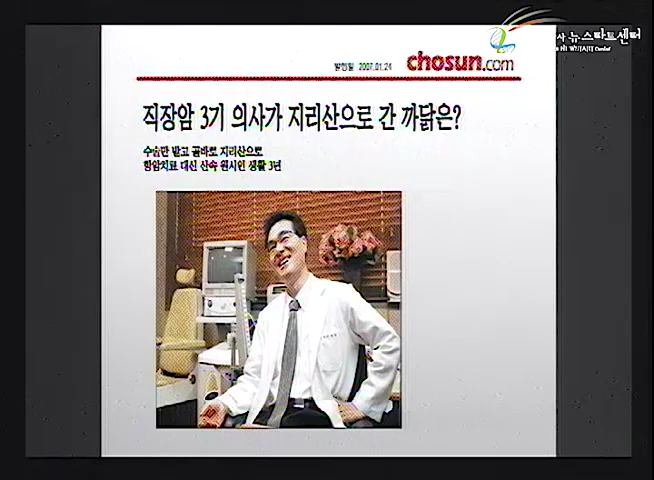 뉴스타트센터
발행일 2007.01.24 chosun.com
직장암 3기 의사가 지리산으로 간 까닭은?
수술만 받고 곧바로 지리산으로
항암치료 대신 산속 원시인 생활 3년